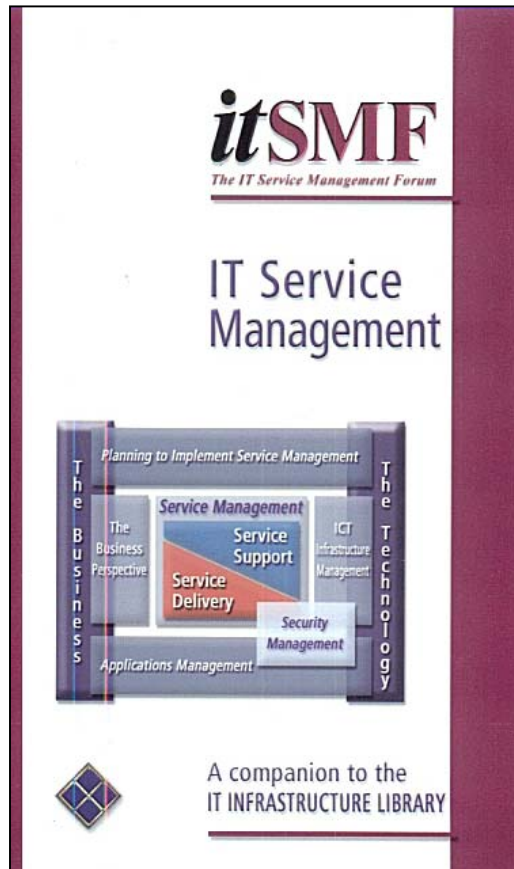 itSMF
The IT Service Management Forum
IT Service
Management
Planning to Implement Service Management
The Business
The Technology
The
Business
Perspective
Service Management
Service
Support
Service
Delivery
ICT
Infrastructure
Management
Security
Management
Applications Management
A companion to the
IT INFRASTRUCTURE LIBRARY